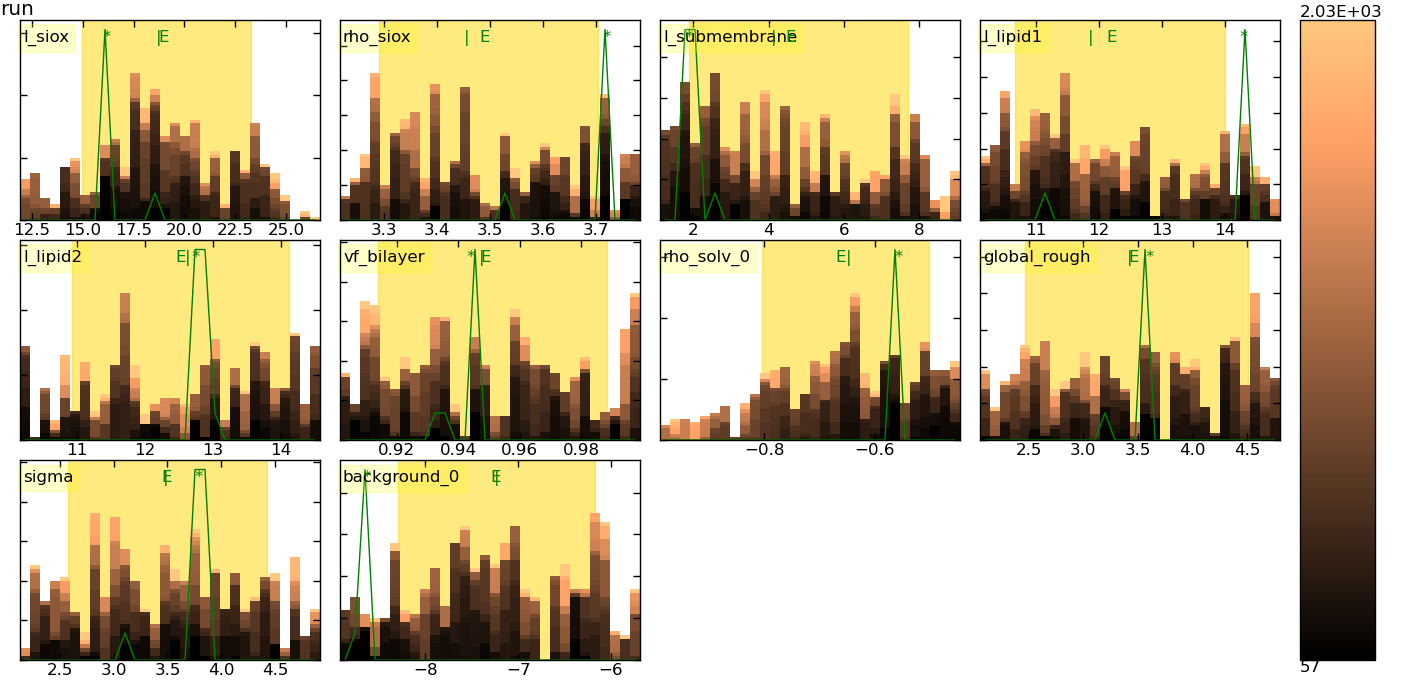 run
2.03E+03
l_siox * |E
rho_siox | E *
l_submembrane * | E
l_lipid1 | E *
12.5 15.0 17.5 20.0 22.5 25.0
3.3 3.4 3.5 3.6 3.7
2 4 6 8
11 12 13 14
l_lipid2 E| *
vf_bilayer * |E
rho_solv_0 E| *
global_rough |E *
11 12 13 14
0.92 0.94 0.96 0.98
−0.8 −0.6
2.5 3.0 3.5 4.0 4.5
sigma |E *
background_0 * E|
2.5 3.0 3.5 4.0 4.5
−8 −7 −6
57